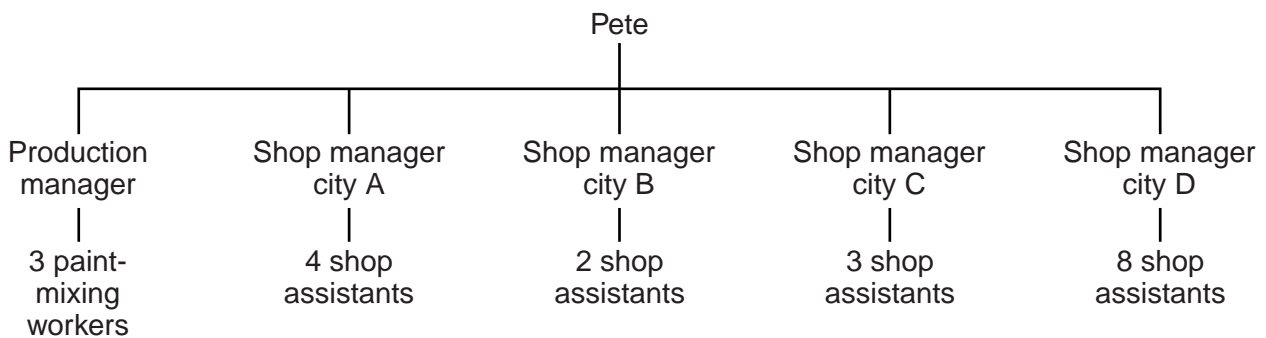 Pete
Production
manager
Shop manager
city A
Shop manager
city B
Shop manager
city C
Shop manager
city D
3 paint-
mixing
workers
4 shop
assistants
2 shop
assistants
3 shop
assistants
8 shop
assistants